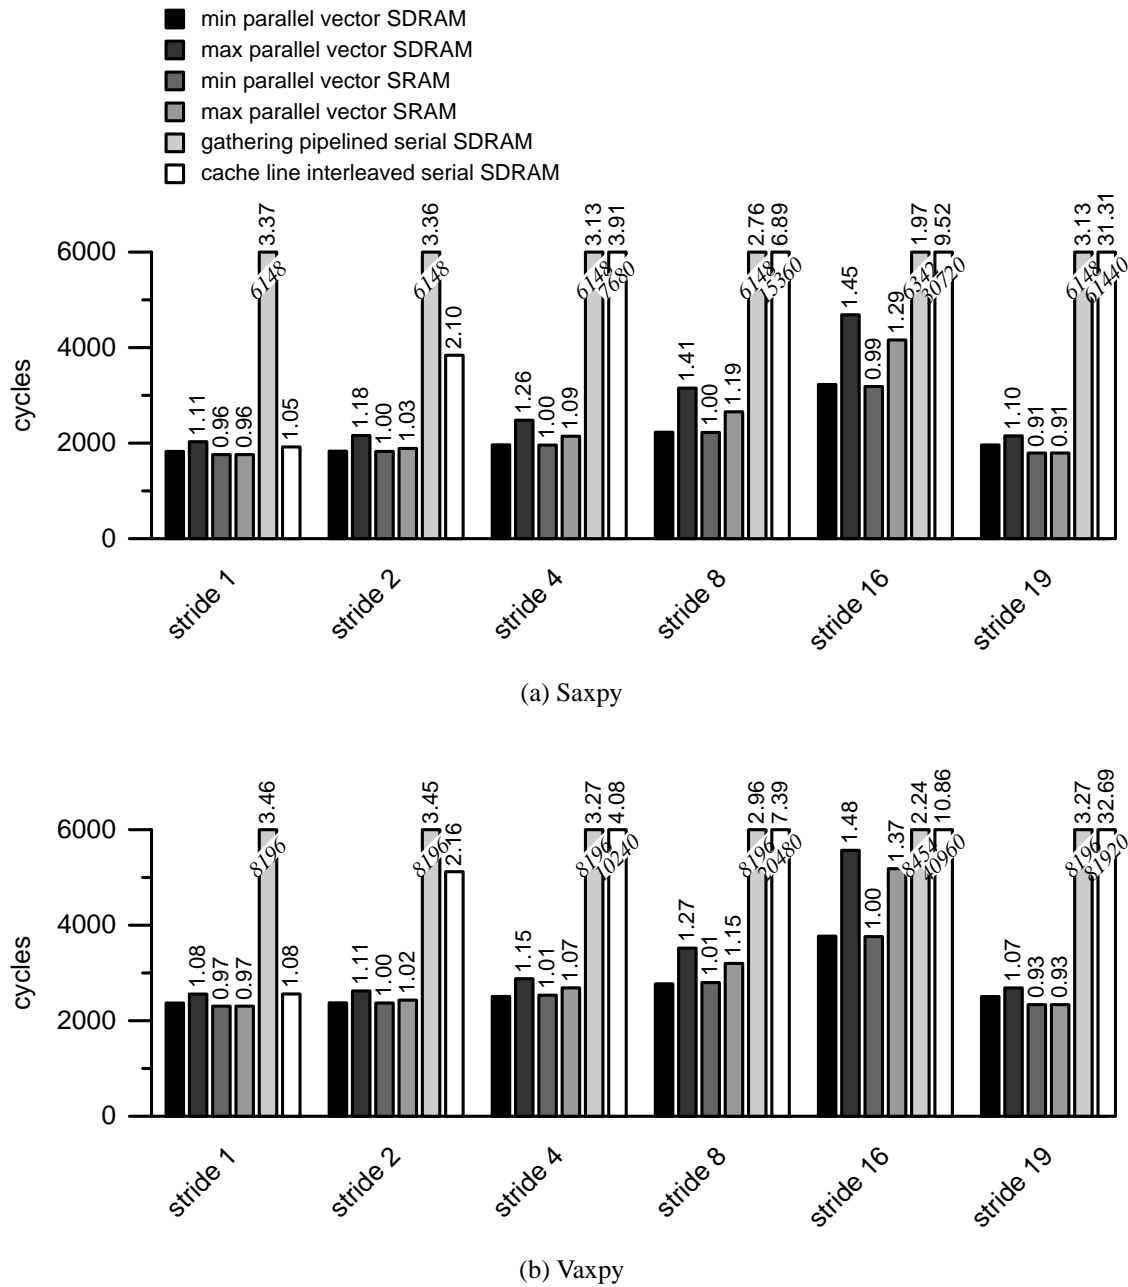 min parallel vector SDRAM
max parallel vector SDRAM
min parallel vector SRAM
max parallel vector SRAM
gathering pipelined serial SDRAM
cache line interleaved serial SDRAM
cycles
6000
4000
2000
0
1.11 0.96 0.96 3.37 6148 1.05
1.18 1.00 1.03 3.36 6148 2.10
1.26 1.00 1.09 3.13 6148 3.91 7680
1.41 1.00 1.19 2.76 6148 6.89 15360
1.45 0.99 1.29 1.97 6342 9.52 30720
1.10 0.91 0.91 3.13 6148 31.31 61440
stride 1 stride 2 stride 4 stride 8 stride 16 stride 19
(a) Saxpy
cycles
6000
4000
2000
0
1.08 0.97 0.97 3.46 8196 1.08
1.11 1.00 1.02 3.45 8196 2.16
1.15 1.01 1.07 3.27 8196 4.08 10240
1.27 1.01 1.15 2.96 8196 7.39 20480
1.48 1.00 1.37 2.24 8454 10.86 40960
1.07 0.93 0.93 3.27 8196 32.69 81920
stride 1 stride 2 stride 4 stride 8 stride 16 stride 19
(b) Vaxpy